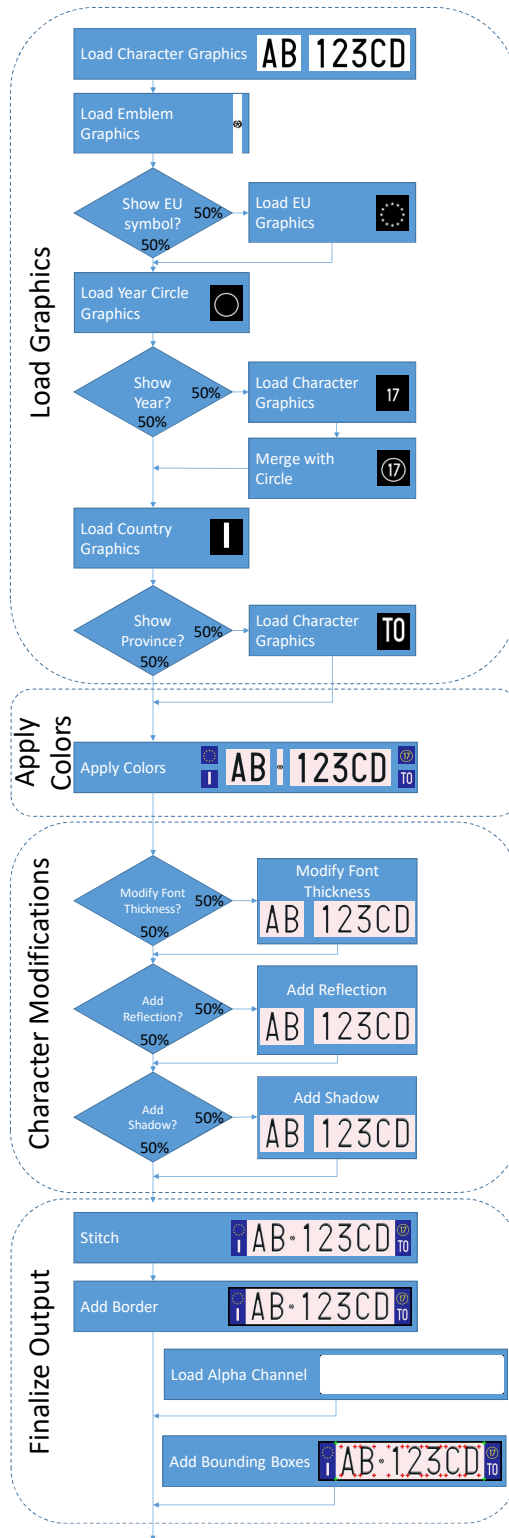 Load Graphics
Load Character Graphics AB 123CD
Load Emblem
Graphics
Show EU
symbol?
50%
50%
Load EU
Graphics
Load Year Circle
Graphics
Show
Year?
50%
50%
Load Character
Graphics
17
Merge with
Circle
17
Load Country
Graphics
I
Show
Province?
50%
50%
Load Character
Graphics
TO
Apply
Colors
Apply Colors
I AB 123CD 17 TO
Character Modifications
Modify Font
Thickness?
50%
50%
Modify Font
Thickness
AB 123CD
Add
Reflection?
50%
50%
Add Reflection
AB 123CD
Add
Shadow?
50%
50%
Add Shadow
AB 123CD
Finalize Output
Stitch
I AB 123CD 17 TO
Add Border
I AB 123CD 17 TO
Load Alpha Channel
Add Bounding Boxes
I AB 123CD 17 TO